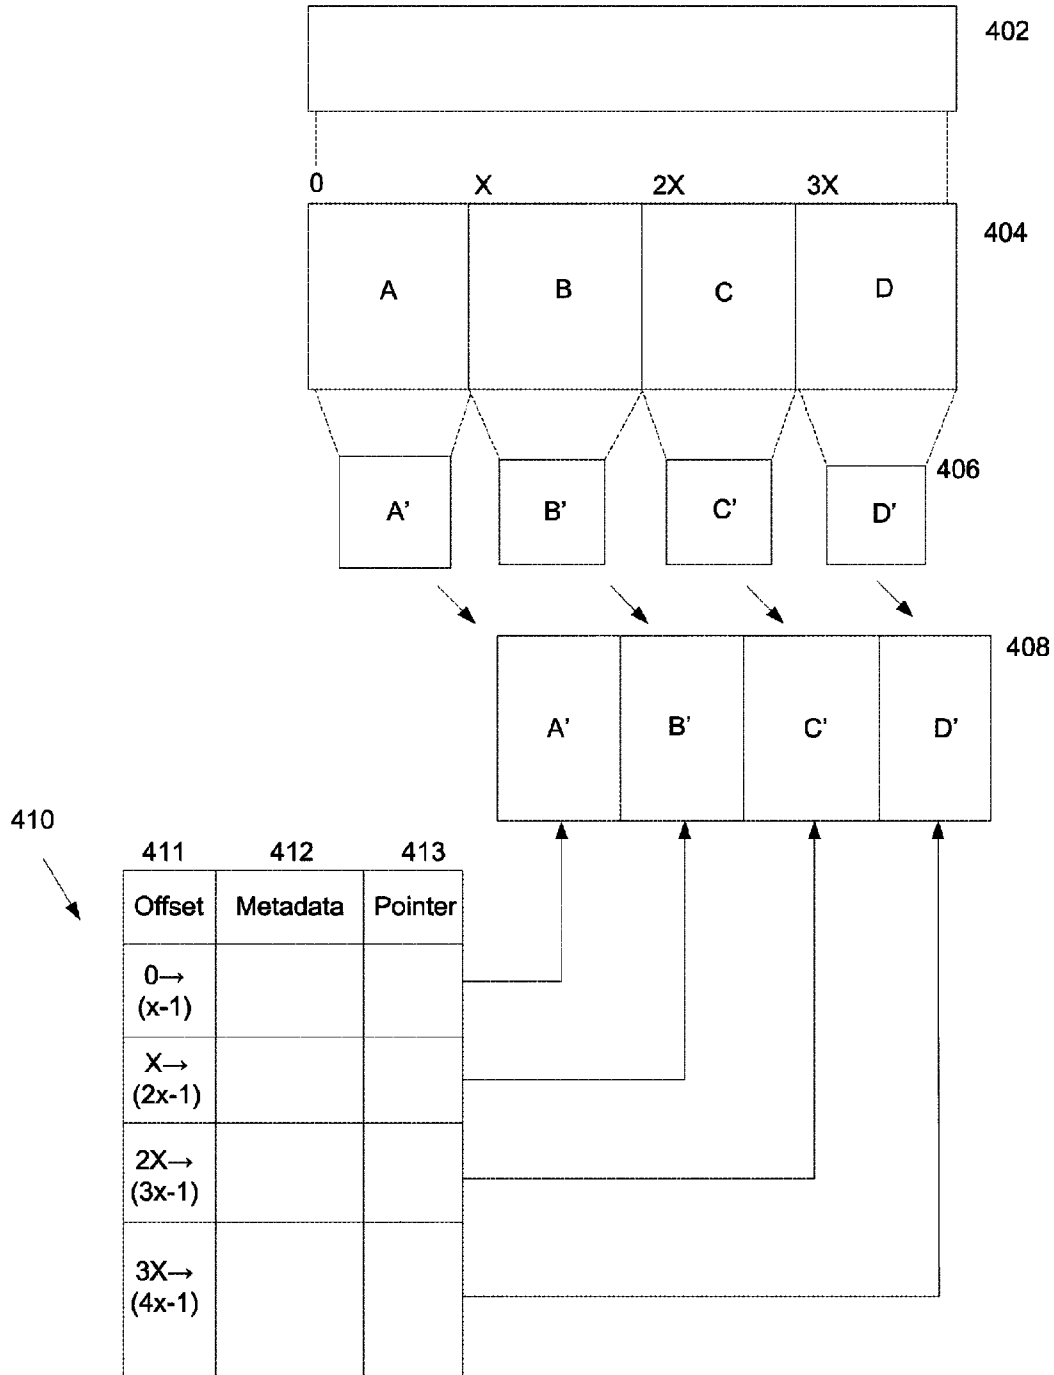 402
0 X 2X 3X
404
A B C D
406
A' B' C' D'
408
A' B' C' D'
410
411 412 413
Offset Metadata Pointer
0→
(x-1)
X→
(2x-1)
2X→
(3x-1)
3X→
(4x-1)